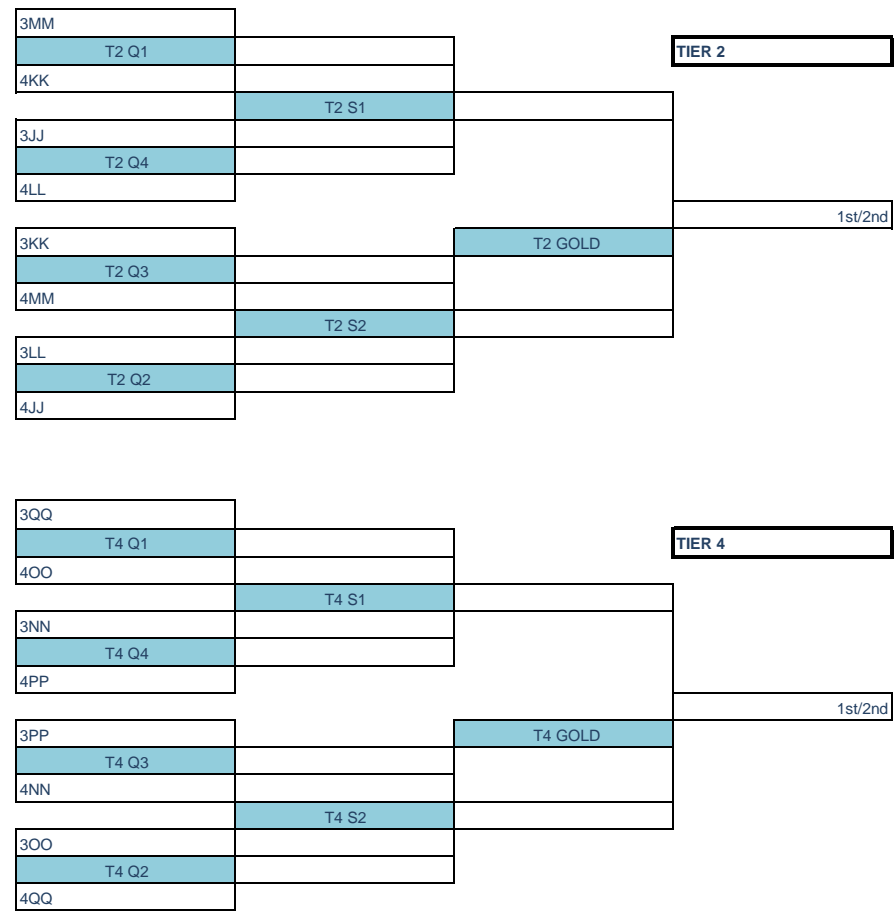 3MM
T2 Q1
TIER 2
4KK
T2 S1
3JJ
T2 Q4
4LL
1st/2nd
3KK
T2 GOLD
T2 Q3
4MM
T2 S2
3LL
T2 Q2
4JJ
3QQ
T4 Q1
TIER 4
4OO
T4 S1
3NN
T4 Q4
4PP
1st/2nd
3PP
T4 GOLD
T4 Q3
4NN
T4 S2
3OO
T4 Q2
4QQ